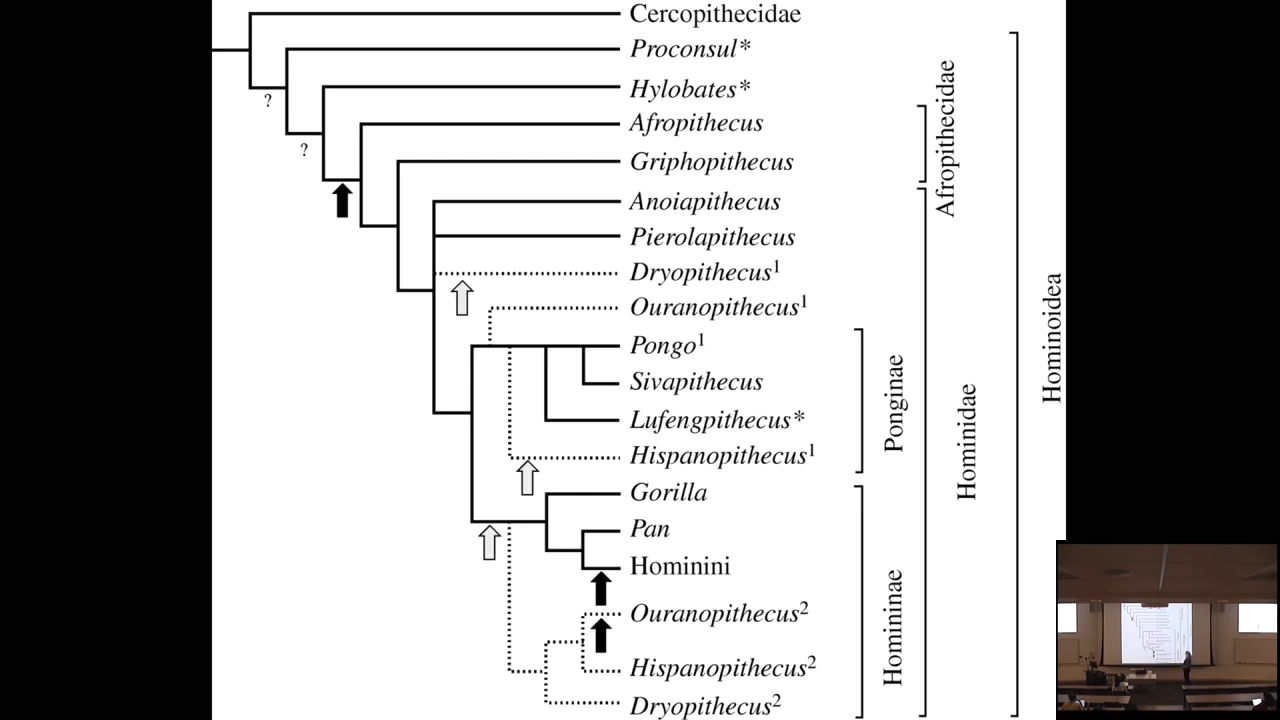 Cercopithecidae
Proconsul*
?
Hylobates*
Afropithecus
?
Griphopithecus
Anoiapithecus
Pierolapithecus
Dryopithecus¹
Ouranopithecus¹
Pongo¹
Sivapithecus
Lufengpithecus*
Hispanopithecus¹
Gorilla
Pan
Hominini
Ouranopithecus²
Hispanopithecus²
Dryopithecus²
Ponginae
Homininae
Afropithecidae
Hominidae
Hominoidea